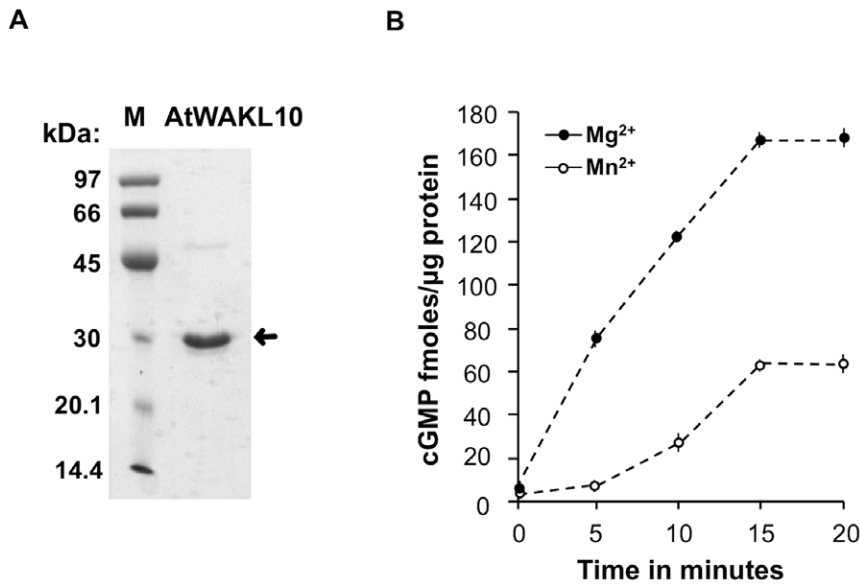 A
B
M AtWAKL10
kDa:
97
66
45
30
20.1
14.4
cGMP fmoles/µg protein
180
160
140
120
100
80
60
40
20
0
Mg²⁺
Mn²⁺
0 5 10 15 20
Time in minutes